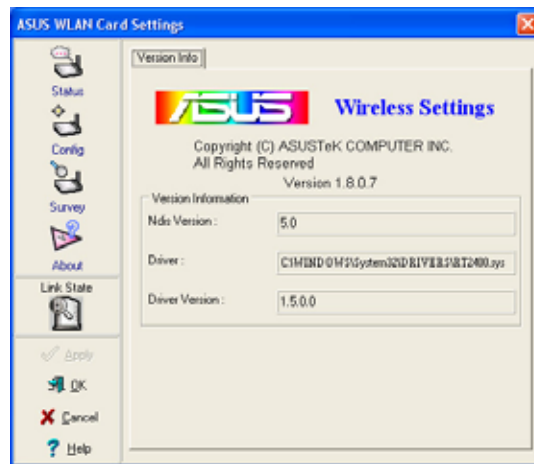 ASUS WLAN Card Settings
Status
Config
Survey
About
Link State
Apply
OK
Cancel
Help
Version Info
ASUS
Wireless Settings
Copyright (C) ASUSTeK COMPUTER INC.
All Rights Reserved
Version 1.8.0.7
Version Information
Ndis Version :
5.0
Driver :
C:\WINDOWS\System32\DRIVERS\RT2400.sys
Driver Version :
1.5.0.0